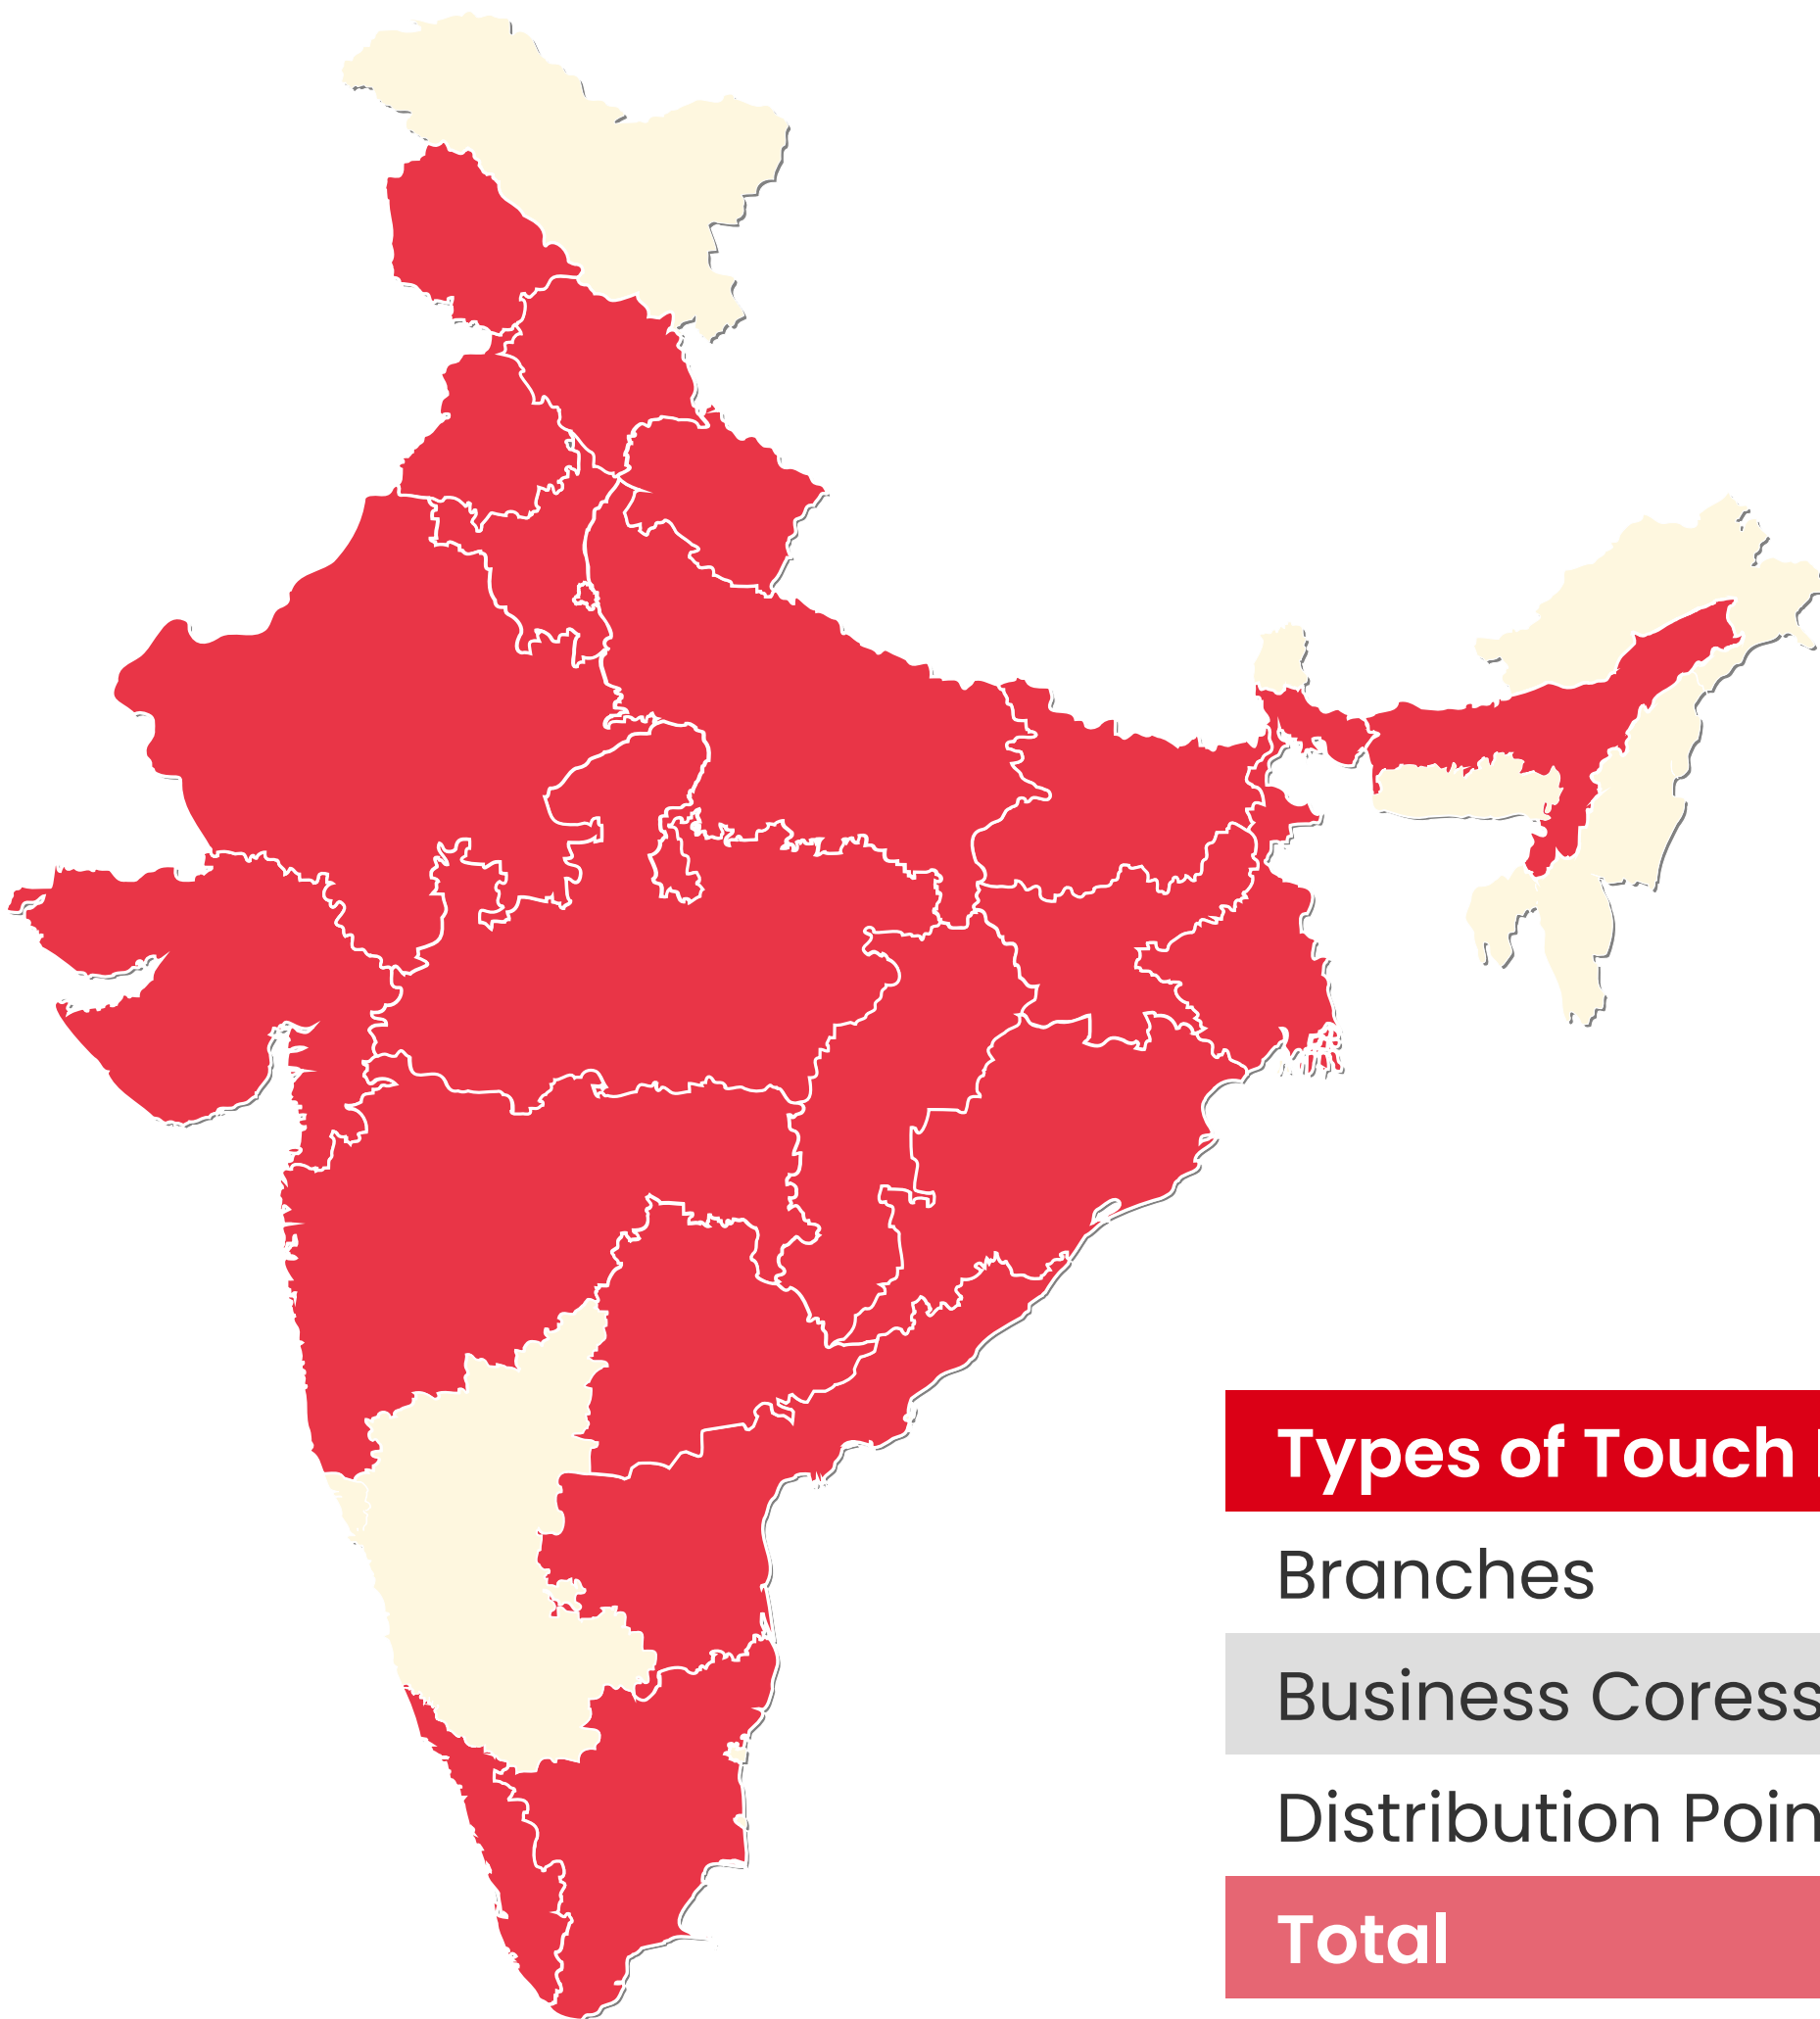 Types of Touch
Branches
Business Coress
Distribution Poin
Total